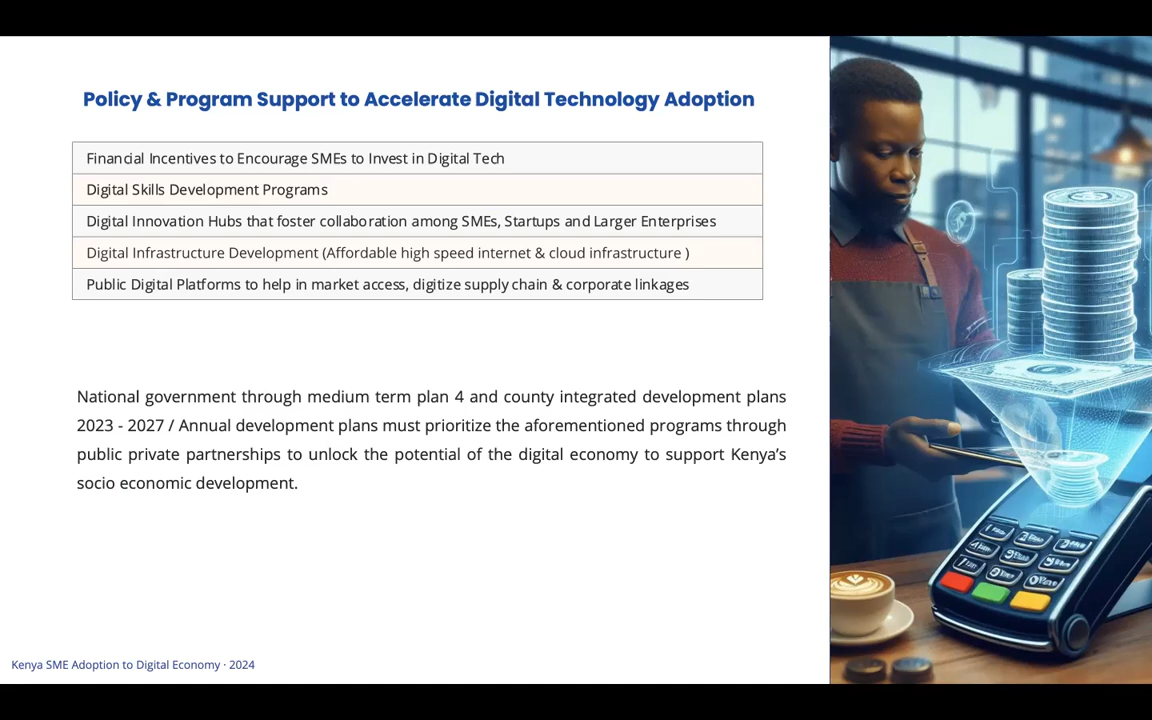 Policy & Program Support to Accelerate Digital Technology Adoption
Financial Incentives to Encourage SMEs to Invest in Digital Tech
Digital Skills Development Programs
Digital Innovation Hubs that foster collaboration among SMEs, Startups and Larger Enterprises
Digital Infrastructure Development (Affordable high speed internet & cloud infrastructure )
Public Digital Platforms to help in market access, digitize supply chain & corporate linkages
National government through medium term plan 4 and county integrated development plans
2023 - 2027 / Annual development plans must prioritize the aforementioned programs through
public private partnerships to unlock the potential of the digital economy to support Kenya’s
socio economic development.
Kenya SME Adoption to Digital Economy · 2024